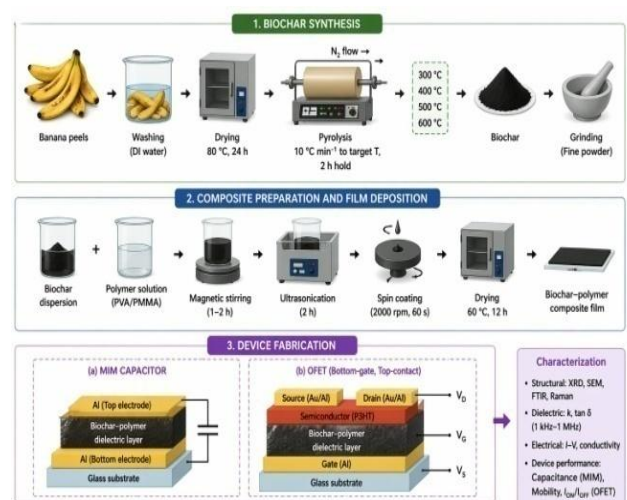 1. BIOCHAR SYNTHESIS
N₂ flow →
Banana peels
Washing
(DI water)
Drying
80 °C, 24 h
Pyrolysis
10 °C min⁻¹ to target T,
2 h hold
300 °C
400 °C
500 °C
600 °C
Biochar
Grinding
(Fine powder)
2. COMPOSITE PREPARATION AND FILM DEPOSITION
+
Biochar
dispersion
Polymer solution
(PVA/PMMA)
Magnetic stirring
(1–2 h)
Ultrasonication
(2 h)
Spin coating
(2000 rpm, 60 s)
Drying
60 °C, 12 h
Biochar–polymer
composite film
3. DEVICE FABRICATION
(a) MIM CAPACITOR
Al (Top electrode)
Biochar–polymer
dielectric layer
Al (Bottom electrode)
Glass substrate
(b) OFET (Bottom-gate, Top-contact)
Source (Au/Al)
Drain (Au/Al)
Semiconductor (P3HT)
Biochar–polymer
dielectric layer
Gate (Al)
Glass substrate
V_D
V_G
V_S
Characterization
• Structural: XRD, SEM,
FTIR, Raman
• Dielectric: k, tan δ
(1 kHz–1 MHz)
• Electrical: I–V, conductivity
• Device performance:
Capacitance (MIM),
Mobility, I_ON/I_OFF (OFET)